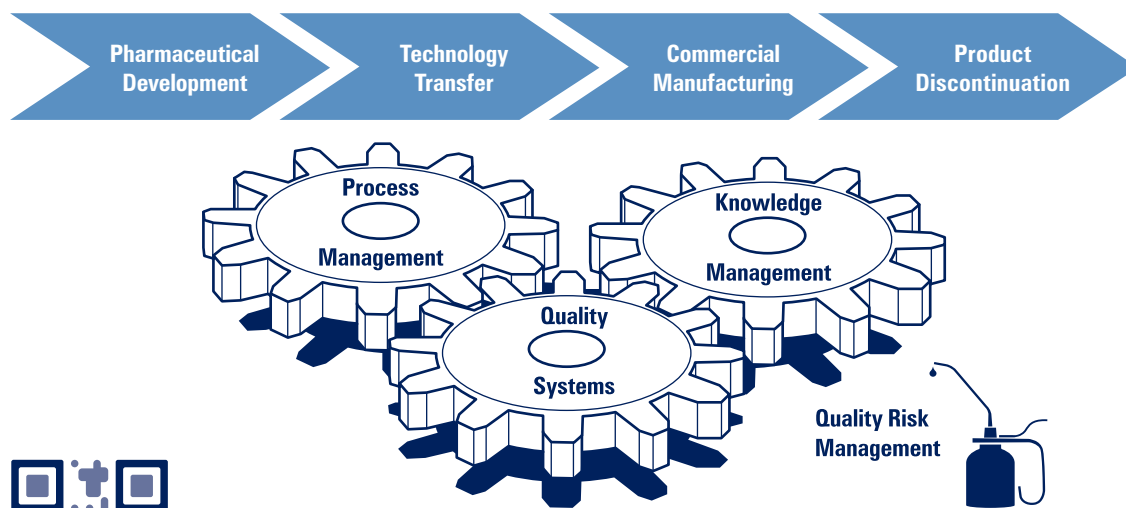 Pharmaceutical
Development
Technology
Transfer
Commercial
Manufacturing
Product
Discontinuation
Process
Management
Knowledge
Management
Quality
Systems
Quality Risk
Management